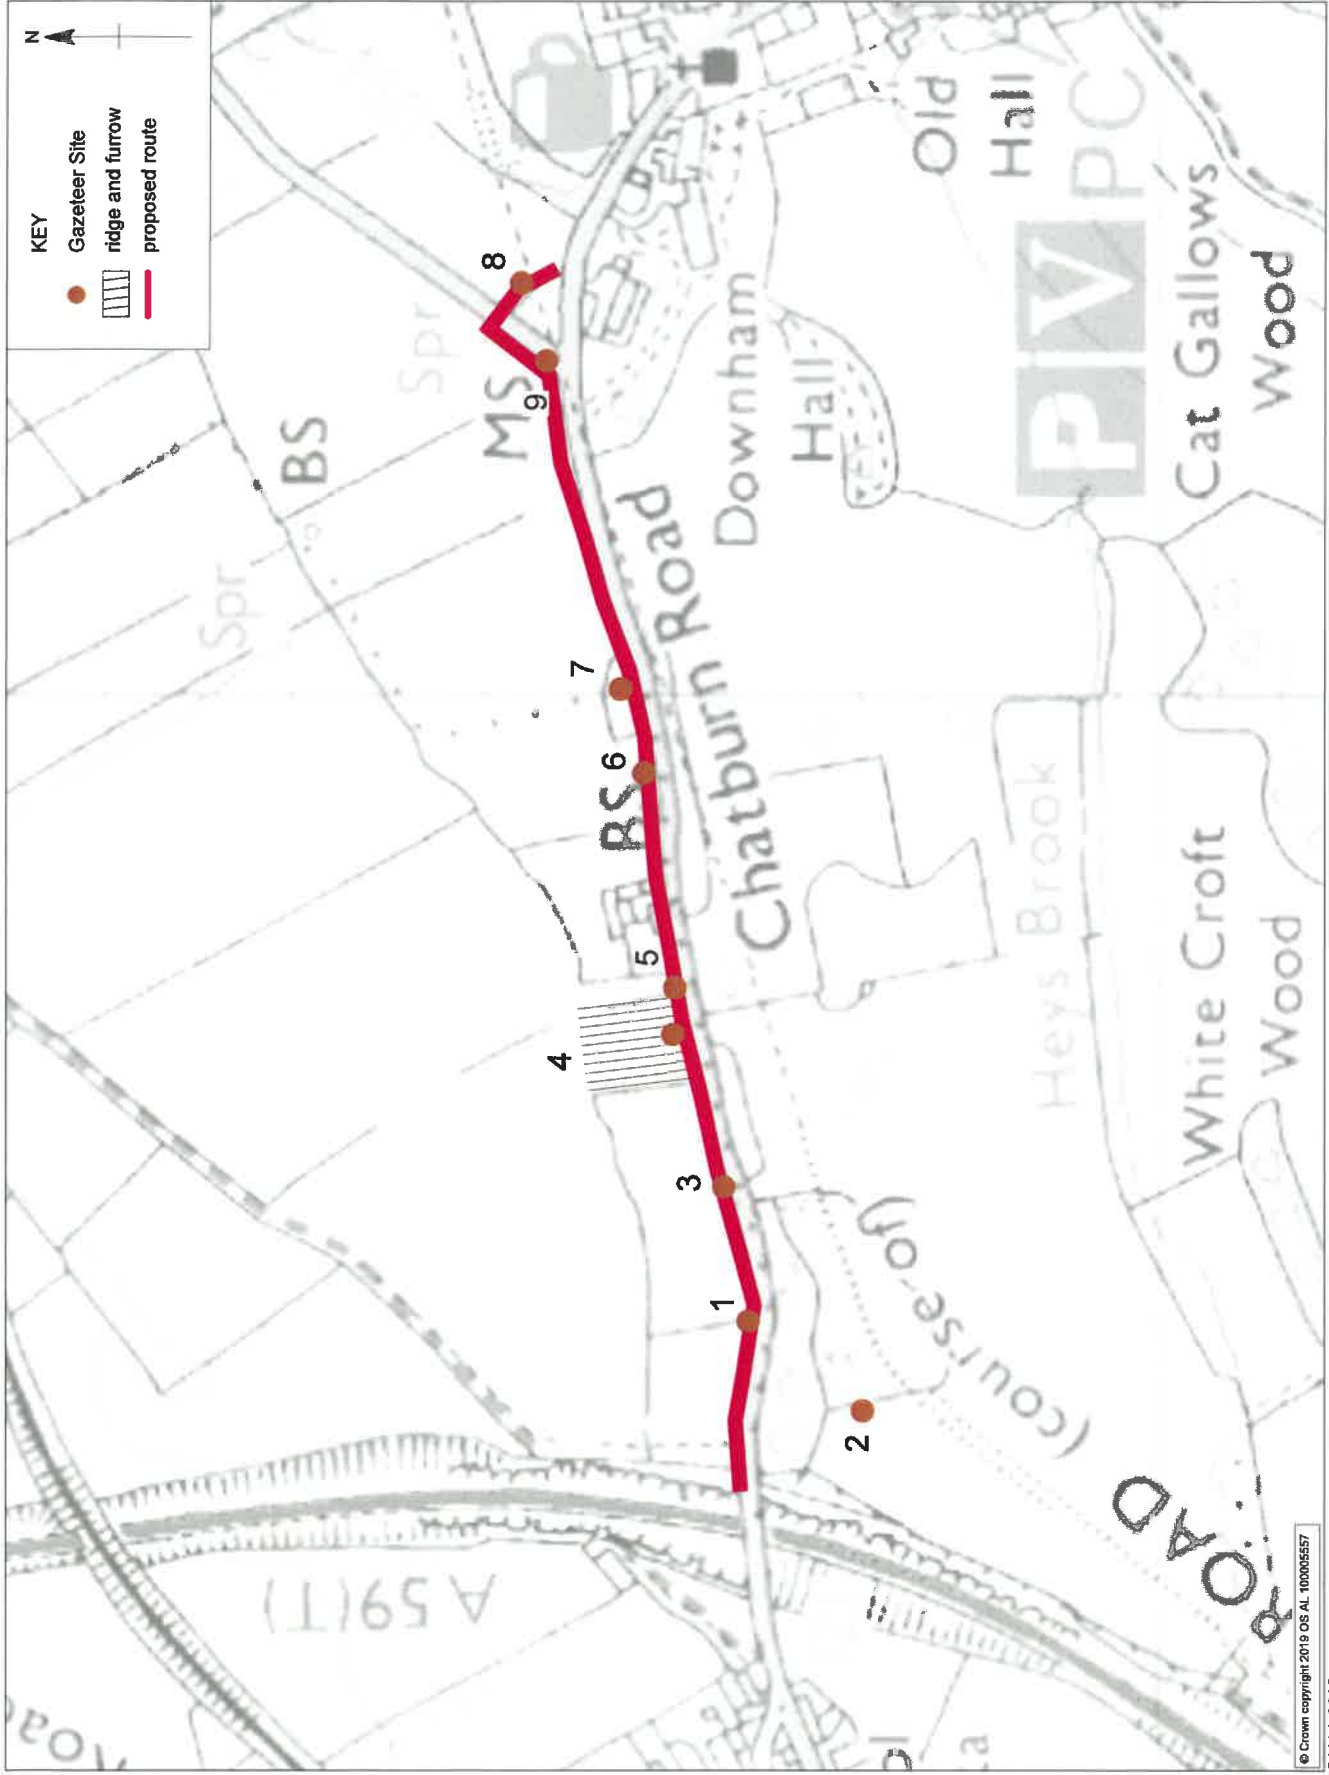 KEY
Gazeteer Site
ridge and furrow
proposed route
N
Spr
BS
Spr
MS
8
9
7
6
BS
5
4
3
1
2
Chatburn Road
Downham
Hall
Old
Hall
PVPC
Cat Gallows
Wood
Heys Brook
White Croft
Wood
(course of)
ROAD
A 59(T)
© Crown copyright 2019 OS AL 100005557